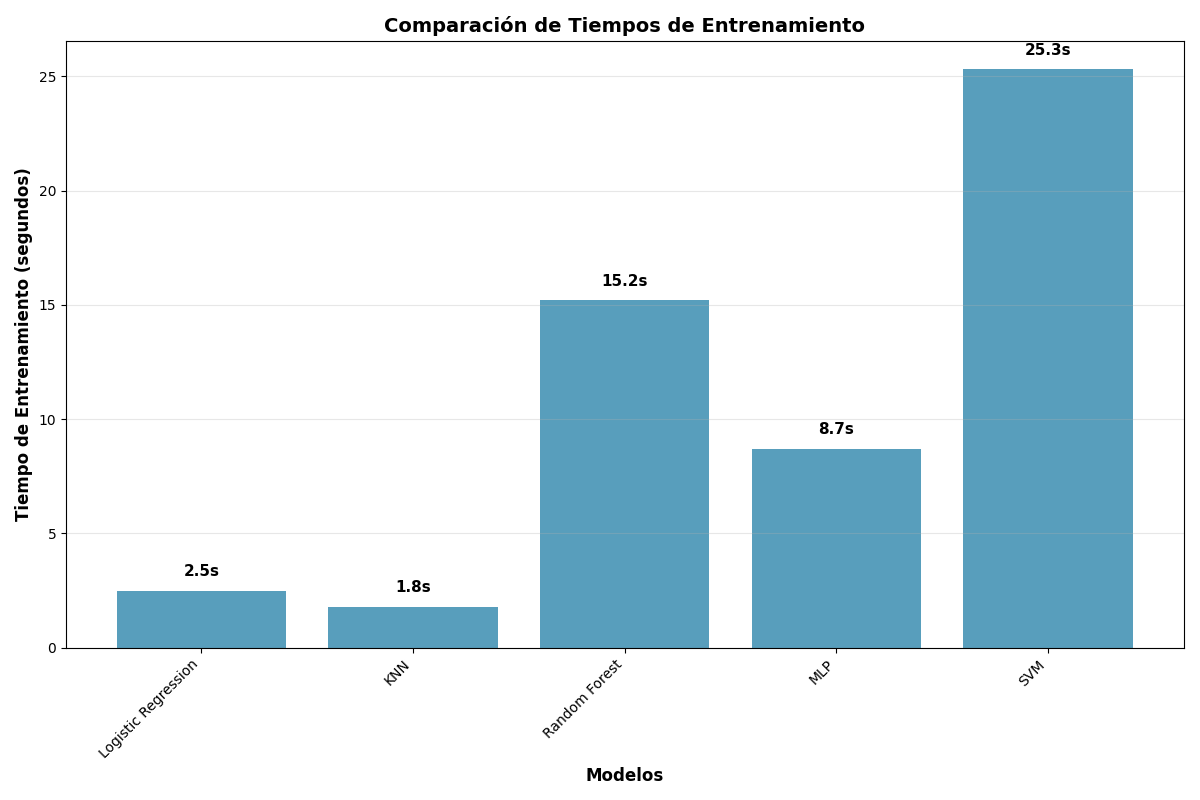 Comparación de Tiempos de Entrenamiento
Tiempo de Entrenamiento (segundos)
25
20
15
10
5
0
2.5s
1.8s
15.2s
8.7s
25.3s
Logistic Regression
KNN
Random Forest
MLP
SVM
Modelos